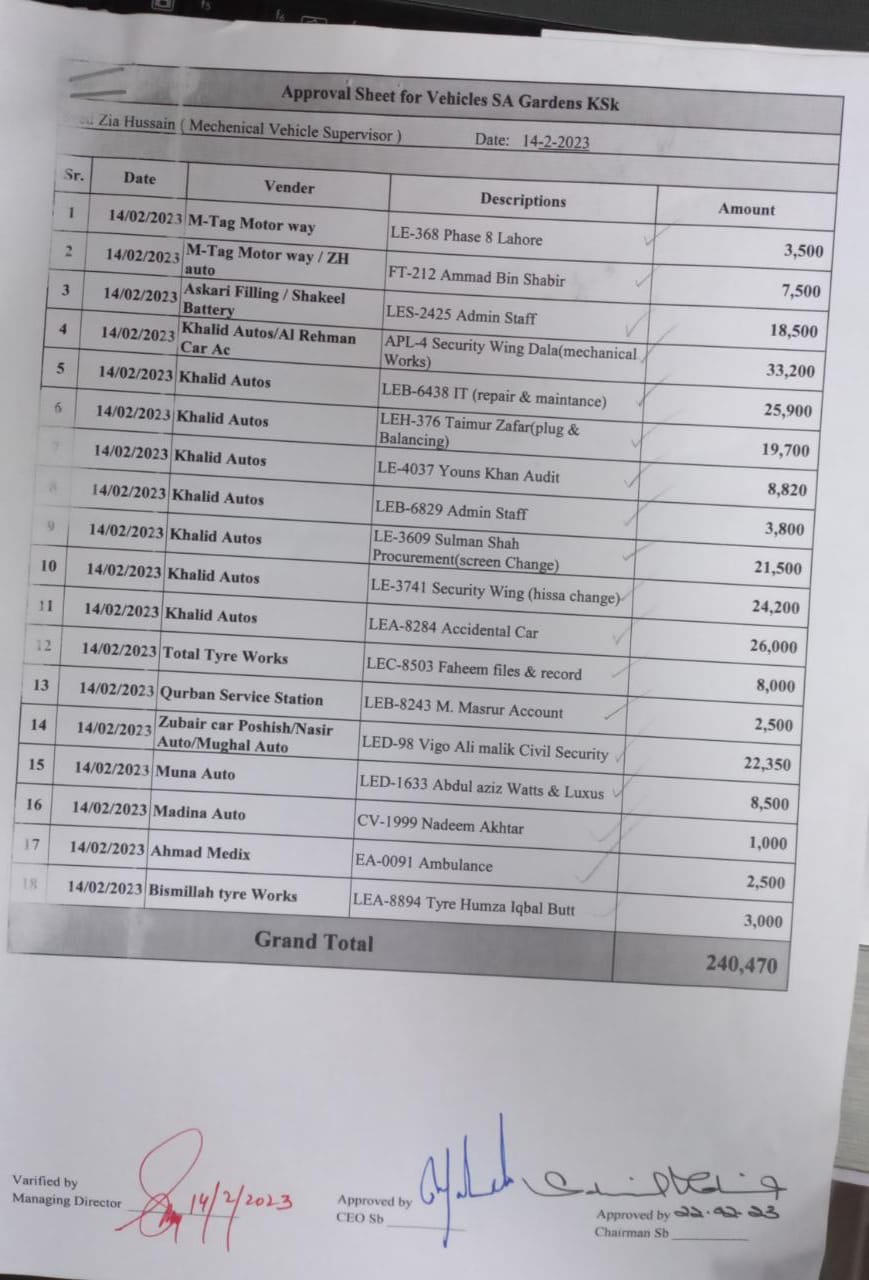 Approval Sheet for Vehicles SA Gardens KSk
Zia Hussain ( Mechenical Vehicle Supervisor ) Date: 14-2-2023
Sr. Date Vender Descriptions Amount
1 14/02/2023 M-Tag Motor way LE-368 Phase 8 Lahore 3,500
2 14/02/2023 M-Tag Motor way / ZH auto FT-212 Ammad Bin Shabir 7,500
3 14/02/2023 Askari Filling / Shakeel Battery LES-2425 Admin Staff 18,500
4 14/02/2023 Khalid Autos/Al Rehman Car Ac APL-4 Security Wing Dala(mechanical Works) 33,200
5 14/02/2023 Khalid Autos LEB-6438 IT (repair & maintance) 25,900
6 14/02/2023 Khalid Autos LEH-376 Taimur Zafar(plug & Balancing) 19,700
7 14/02/2023 Khalid Autos LE-4037 Youns Khan Audit 8,820
8 14/02/2023 Khalid Autos LEB-6829 Admin Staff 3,800
9 14/02/2023 Khalid Autos LE-3609 Sulman Shah Procurement(screen Change) 21,500
10 14/02/2023 Khalid Autos LE-3741 Security Wing (hissa change) 24,200
11 14/02/2023 Khalid Autos LEA-8284 Accidental Car 26,000
12 14/02/2023 Total Tyre Works LEC-8503 Faheem files & record 8,000
13 14/02/2023 Qurban Service Station LEB-8243 M. Masrur Account 2,500
14 14/02/2023 Zubair car Poshish/Nasir Auto/Mughal Auto LED-98 Vigo Ali malik Civil Security 22,350
15 14/02/2023 Muna Auto LED-1633 Abdul aziz Watts & Luxus 8,500
16 14/02/2023 Madina Auto CV-1999 Nadeem Akhtar 1,000
17 14/02/2023 Ahmad Medix EA-0091 Ambulance 2,500
18 14/02/2023 Bismillah tyre Works LEA-8894 Tyre Humza Iqbal Butt 3,000
Grand Total 240,470
Varified by
Managing Director 14/2/2023
Approved by
CEO Sb
Approved by 22.02.23
Chairman Sb